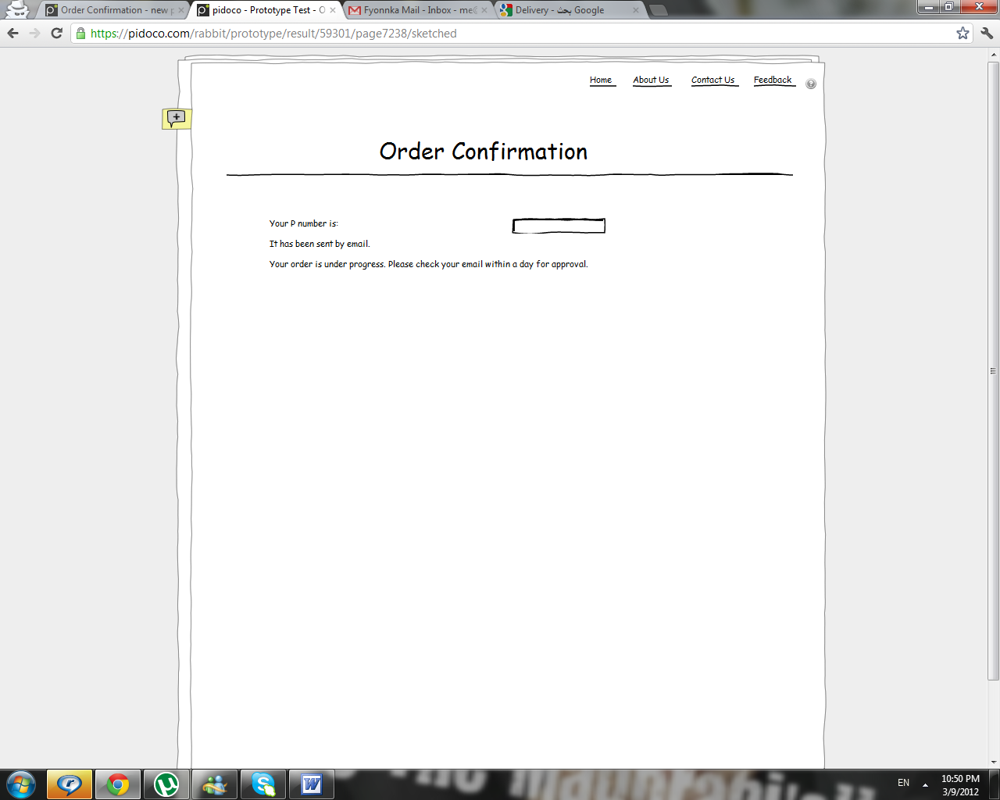 Order Confirmation - new p
pidoco - Prototype Test - O
Fyonnka Mail - Inbox - me@
Delivery - بحث Google
https://pidoco.com/rabbit/prototype/result/59301/page7238/sketched
Home About Us Contact Us Feedback
Order Confirmation
Your P number is:
It has been sent by email.
Your order is under progress. Please check your email within a day for approval.
EN
10:50 PM
3/9/2012